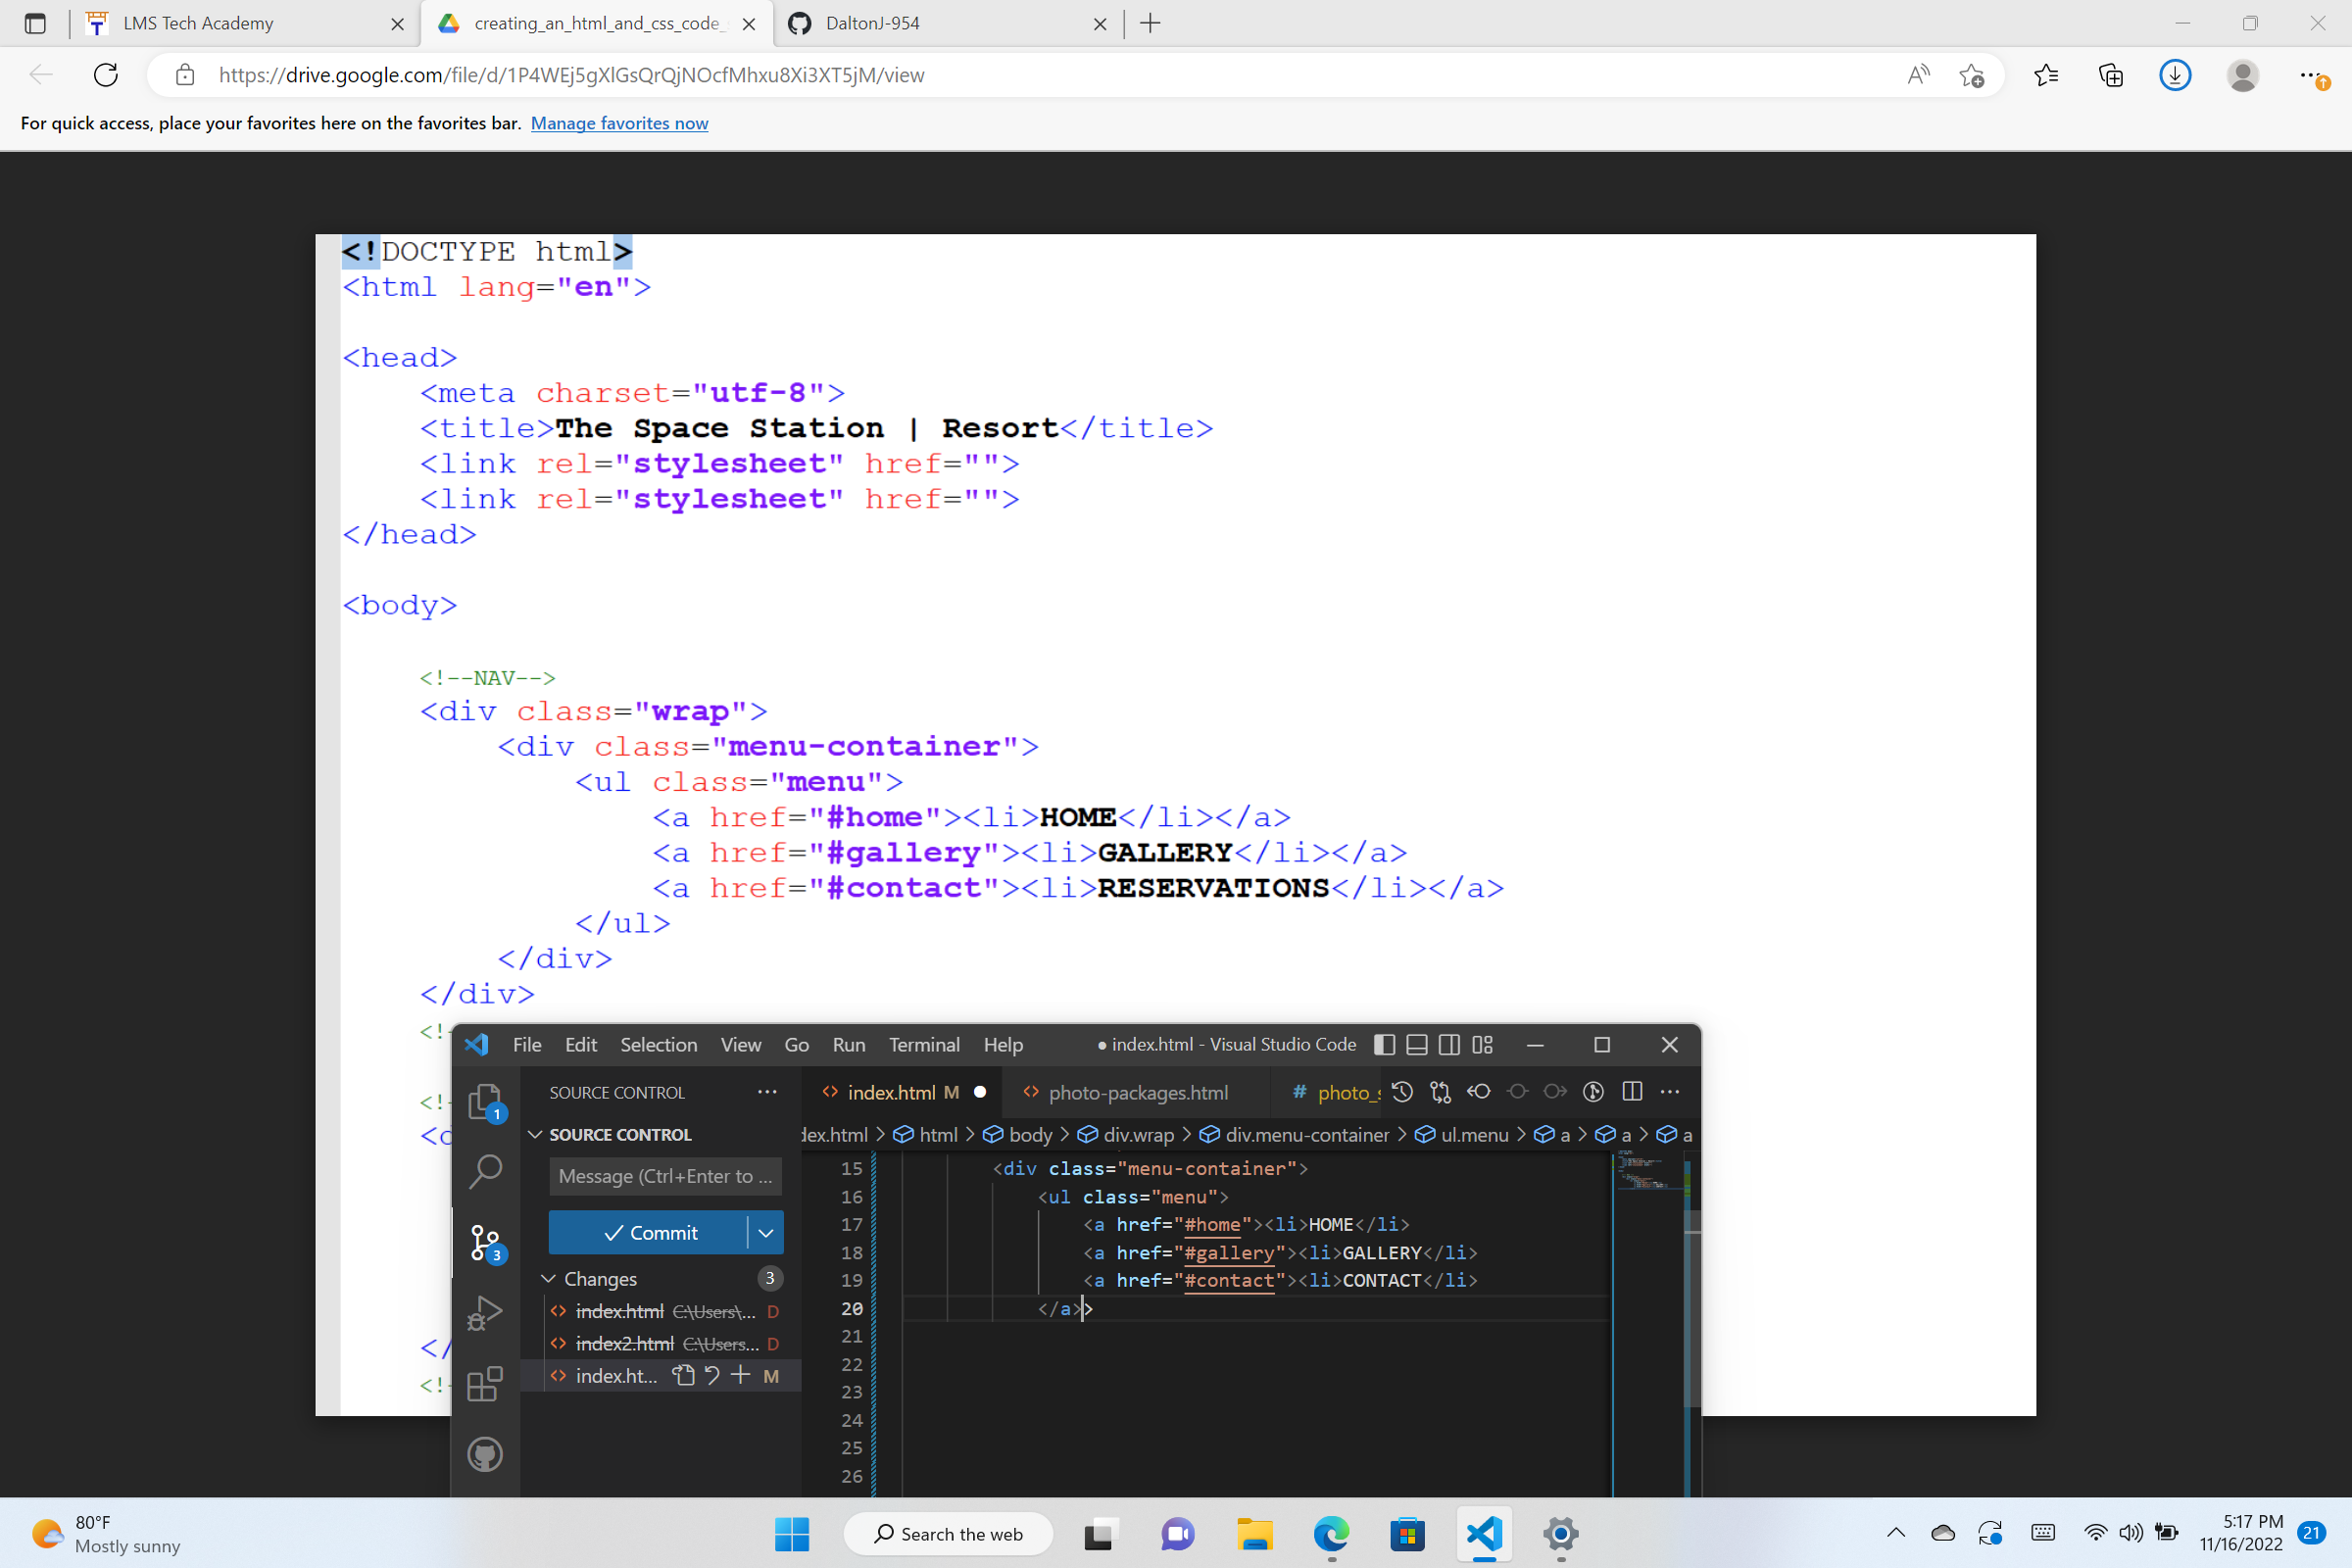 LMS Tech Academy
creating_an_html_and_css_code_
DaltonJ-954
https://drive.google.com/file/d/1P4WEj5gXlGsQrQjNOcfMhxu8Xi3XT5jM/view
For quick access, place your favorites here on the favorites bar. Manage favorites now
<!DOCTYPE html>
<html lang="en">
<head>
<meta charset="utf-8">
<title>The Space Station | Resort</title>
<link rel="stylesheet" href="">
<link rel="stylesheet" href="">
</head>
<body>
<!--NAV-->
<div class="wrap">
<div class="menu-container">
<ul class="menu">
<a href="#home"><li>HOME</li></a>
<a href="#gallery"><li>GALLERY</li></a>
<a href="#contact"><li>RESERVATIONS</li></a>
</ul>
</div>
</div>
<!-
<!-
<d
</
<!-
File Edit Selection View Go Run Terminal Help ● index.html - Visual Studio Code
SOURCE CONTROL ···
index.html M ● photo-packages.html # photo_s
1
SOURCE CONTROL
dex.html > html > body > div.wrap > div.menu-container > ul.menu > a > a > a
Message (Ctrl+Enter to ...
Commit
3
Changes 3
index.html C:\Users\... D
index2.html C:\Users... D
index.ht... M
15 <div class="menu-container">
16 <ul class="menu">
17 <a href="#home"><li>HOME</li>
18 <a href="#gallery"><li>GALLERY</li>
19 <a href="#contact"><li>CONTACT</li>
20 </a>>
21
22
23
24
25
26
80°F
Mostly sunny
Search the web
5:17 PM
11/16/2022
21